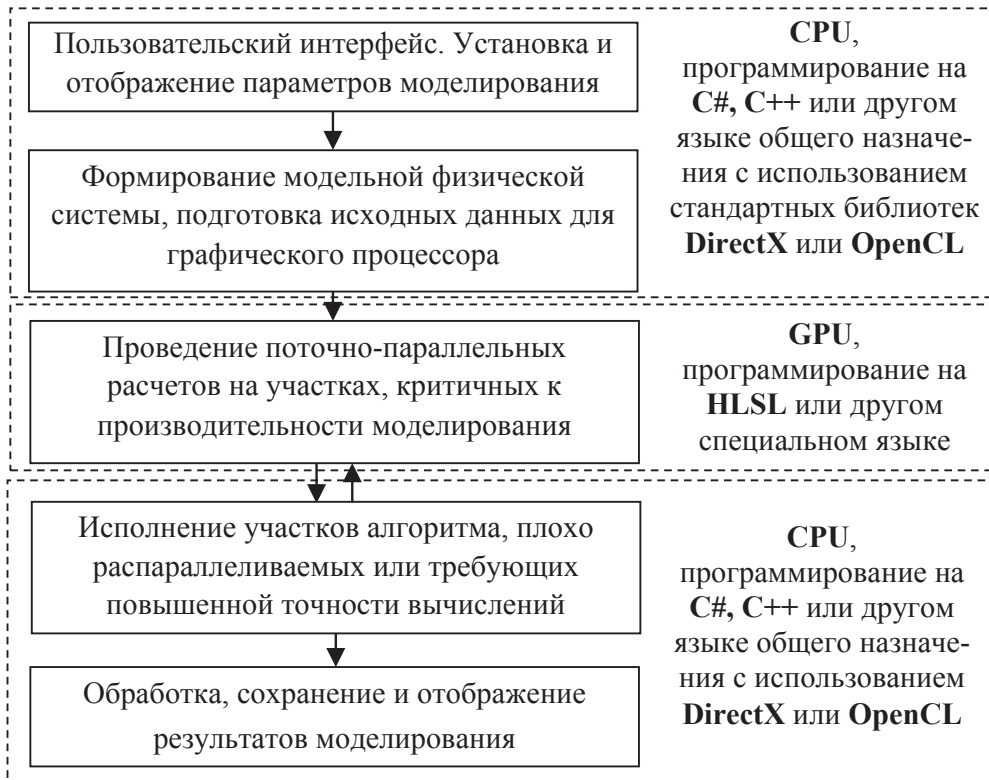 Пользовательский интерфейс. Установка и
отображение параметров моделирования
Формирование модельной физической
системы, подготовка исходных данных для
графического процессора
CPU,
программирование на
C#, C++ или другом
языке общего назначе-
ния с использованием
стандартных библиотек
DirectX или OpenCL
Проведение поточно-параллельных
расчетов на участках, критичных к
производительности моделирования
GPU,
программирование на
HLSL или другом
специальном языке
Исполнение участков алгоритма, плохо
распараллеливаемых или требующих
повышенной точности вычислений
Обработка, сохранение и отображение
результатов моделирования
CPU,
программирование на
C#, C++ или другом
языке общего назначе-
ния с использованием
DirectX или OpenCL